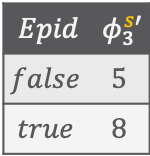 Epid ϕ₃ˢ′
false 5
true 8